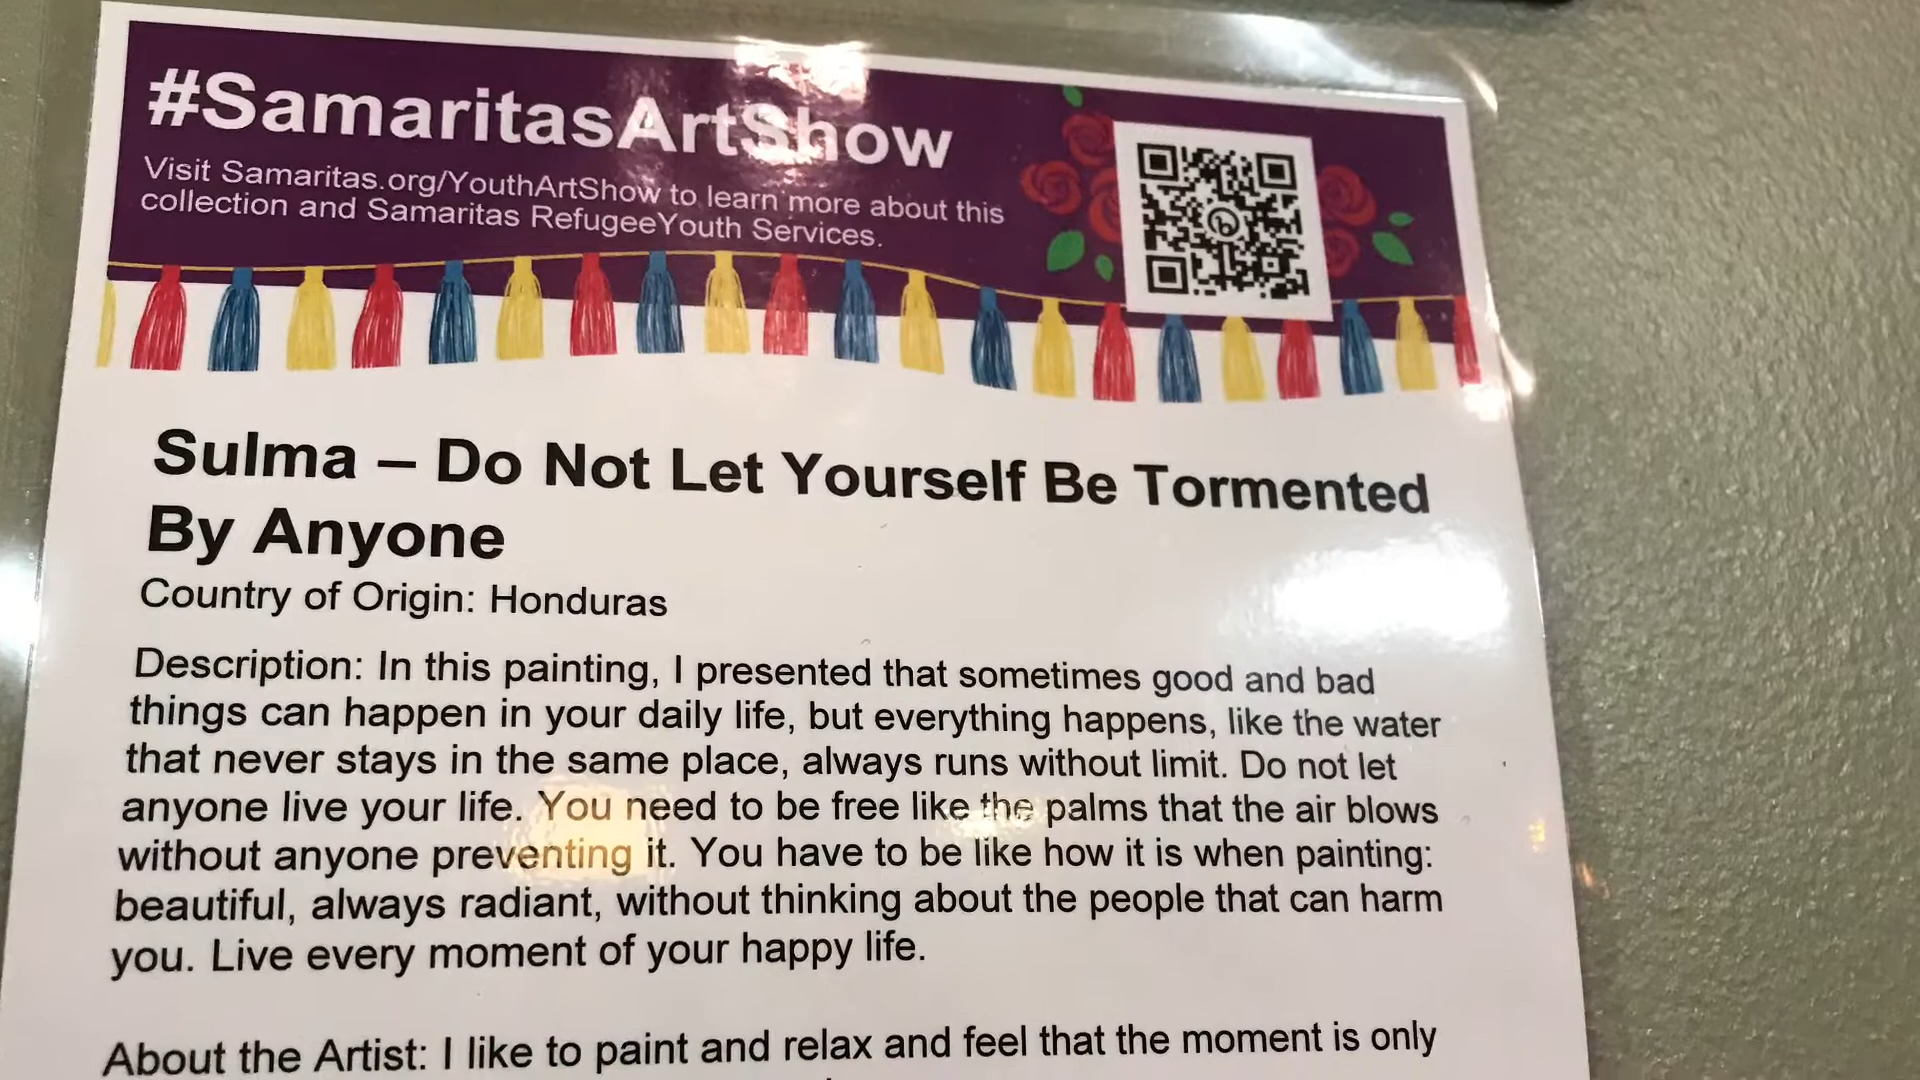 #SamaritasArtShow
Visit Samaritas.org/YouthArtShow to learn more about this
collection and Samaritas RefugeeYouth Services.
Sulma – Do Not Let Yourself Be Tormented
By Anyone
Country of Origin: Honduras
Description: In this painting, I presented that sometimes good and bad
things can happen in your daily life, but everything happens, like the water
that never stays in the same place, always runs without limit. Do not let
anyone live your life. You need to be free like the palms that the air blows
without anyone preventing it. You have to be like how it is when painting:
beautiful, always radiant, without thinking about the people that can harm
you. Live every moment of your happy life.
About the Artist: I like to paint and relax and feel that the moment is only